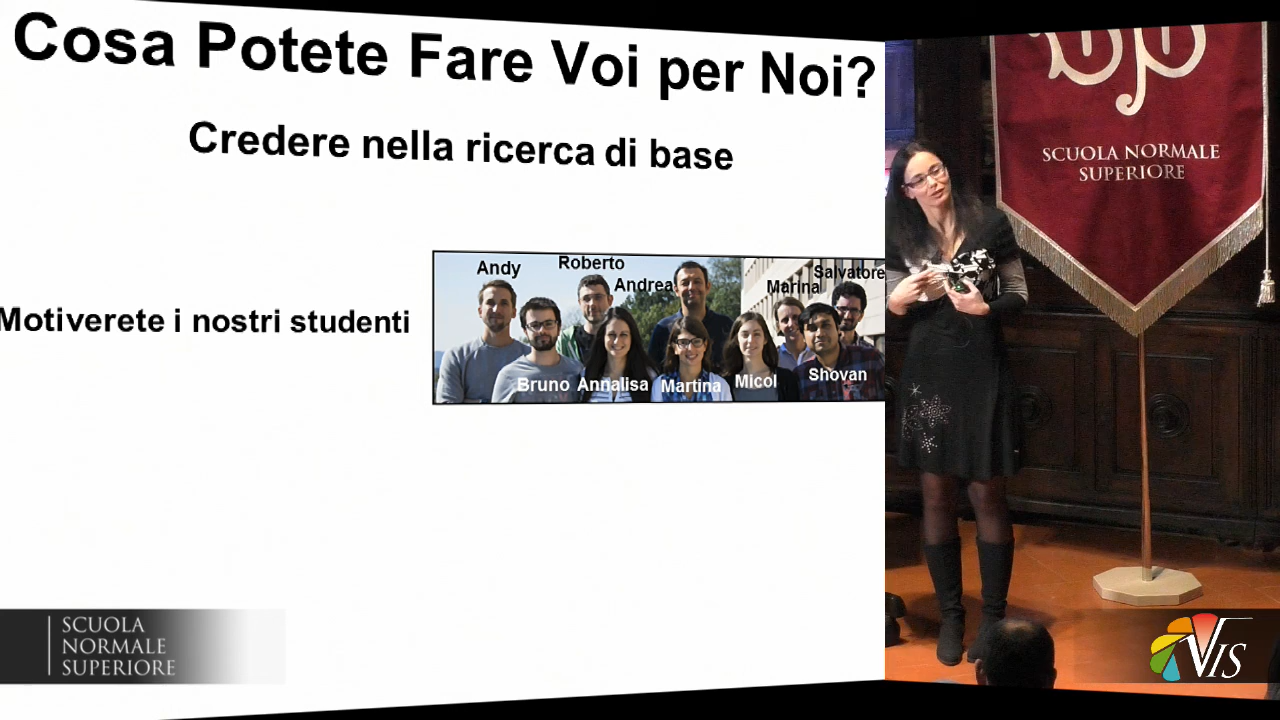 Cosa Potete Fare Voi per Noi?
Credere nella ricerca di base
Motiverete i nostri studenti
Andy
Roberto
Andrea
Marina
Salvatore
Bruno
Annalisa
Martina
Micol
Shovan
SCUOLA NORMALE
SUPERIORE
SCUOLA
NORMALE
SUPERIORE
VIS